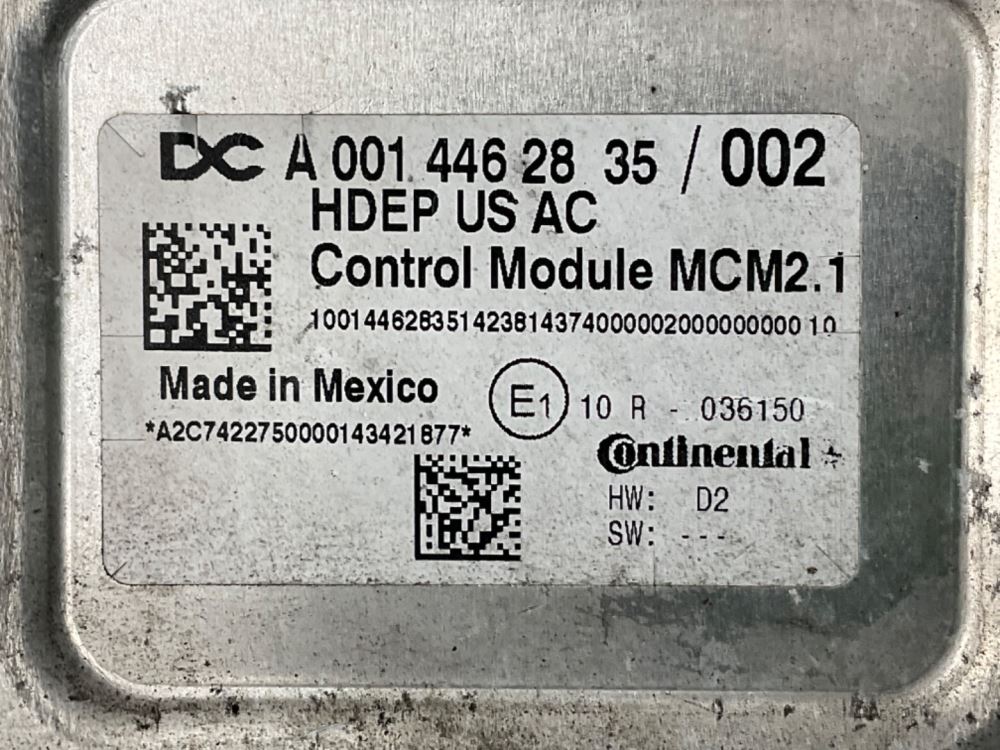 DC A 001 446 28 35 / 002
HDEP US AC
Control Module MCM2.1
10014462835142381437400000200000000010
Made in Mexico
E1 10 R - 036150
*A2C7422750000143421877*
Continental
HW: D2
SW: ---